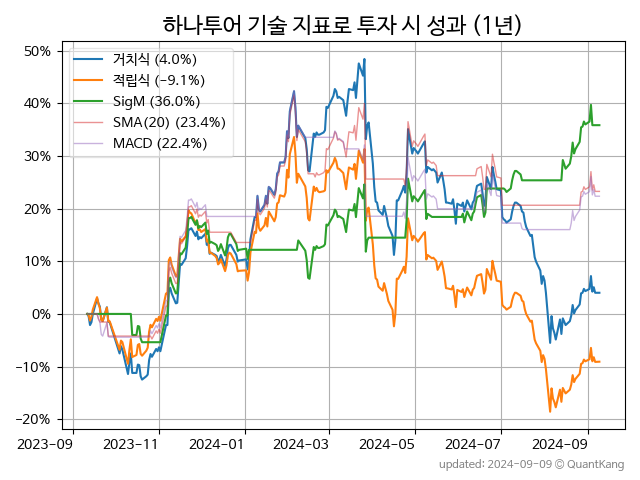 하나투어 기술 지표로 투자 시 성과 (1년)
50%
40%
30%
20%
10%
0%
−10%
−20%
거치식 (4.0%)
적립식 (−9.1%)
SigM (36.0%)
SMA(20) (23.4%)
MACD (22.4%)
2023-09 2023-11 2024-01 2024-03 2024-05 2024-07 2024-09
updated: 2024-09-09 © QuantKang